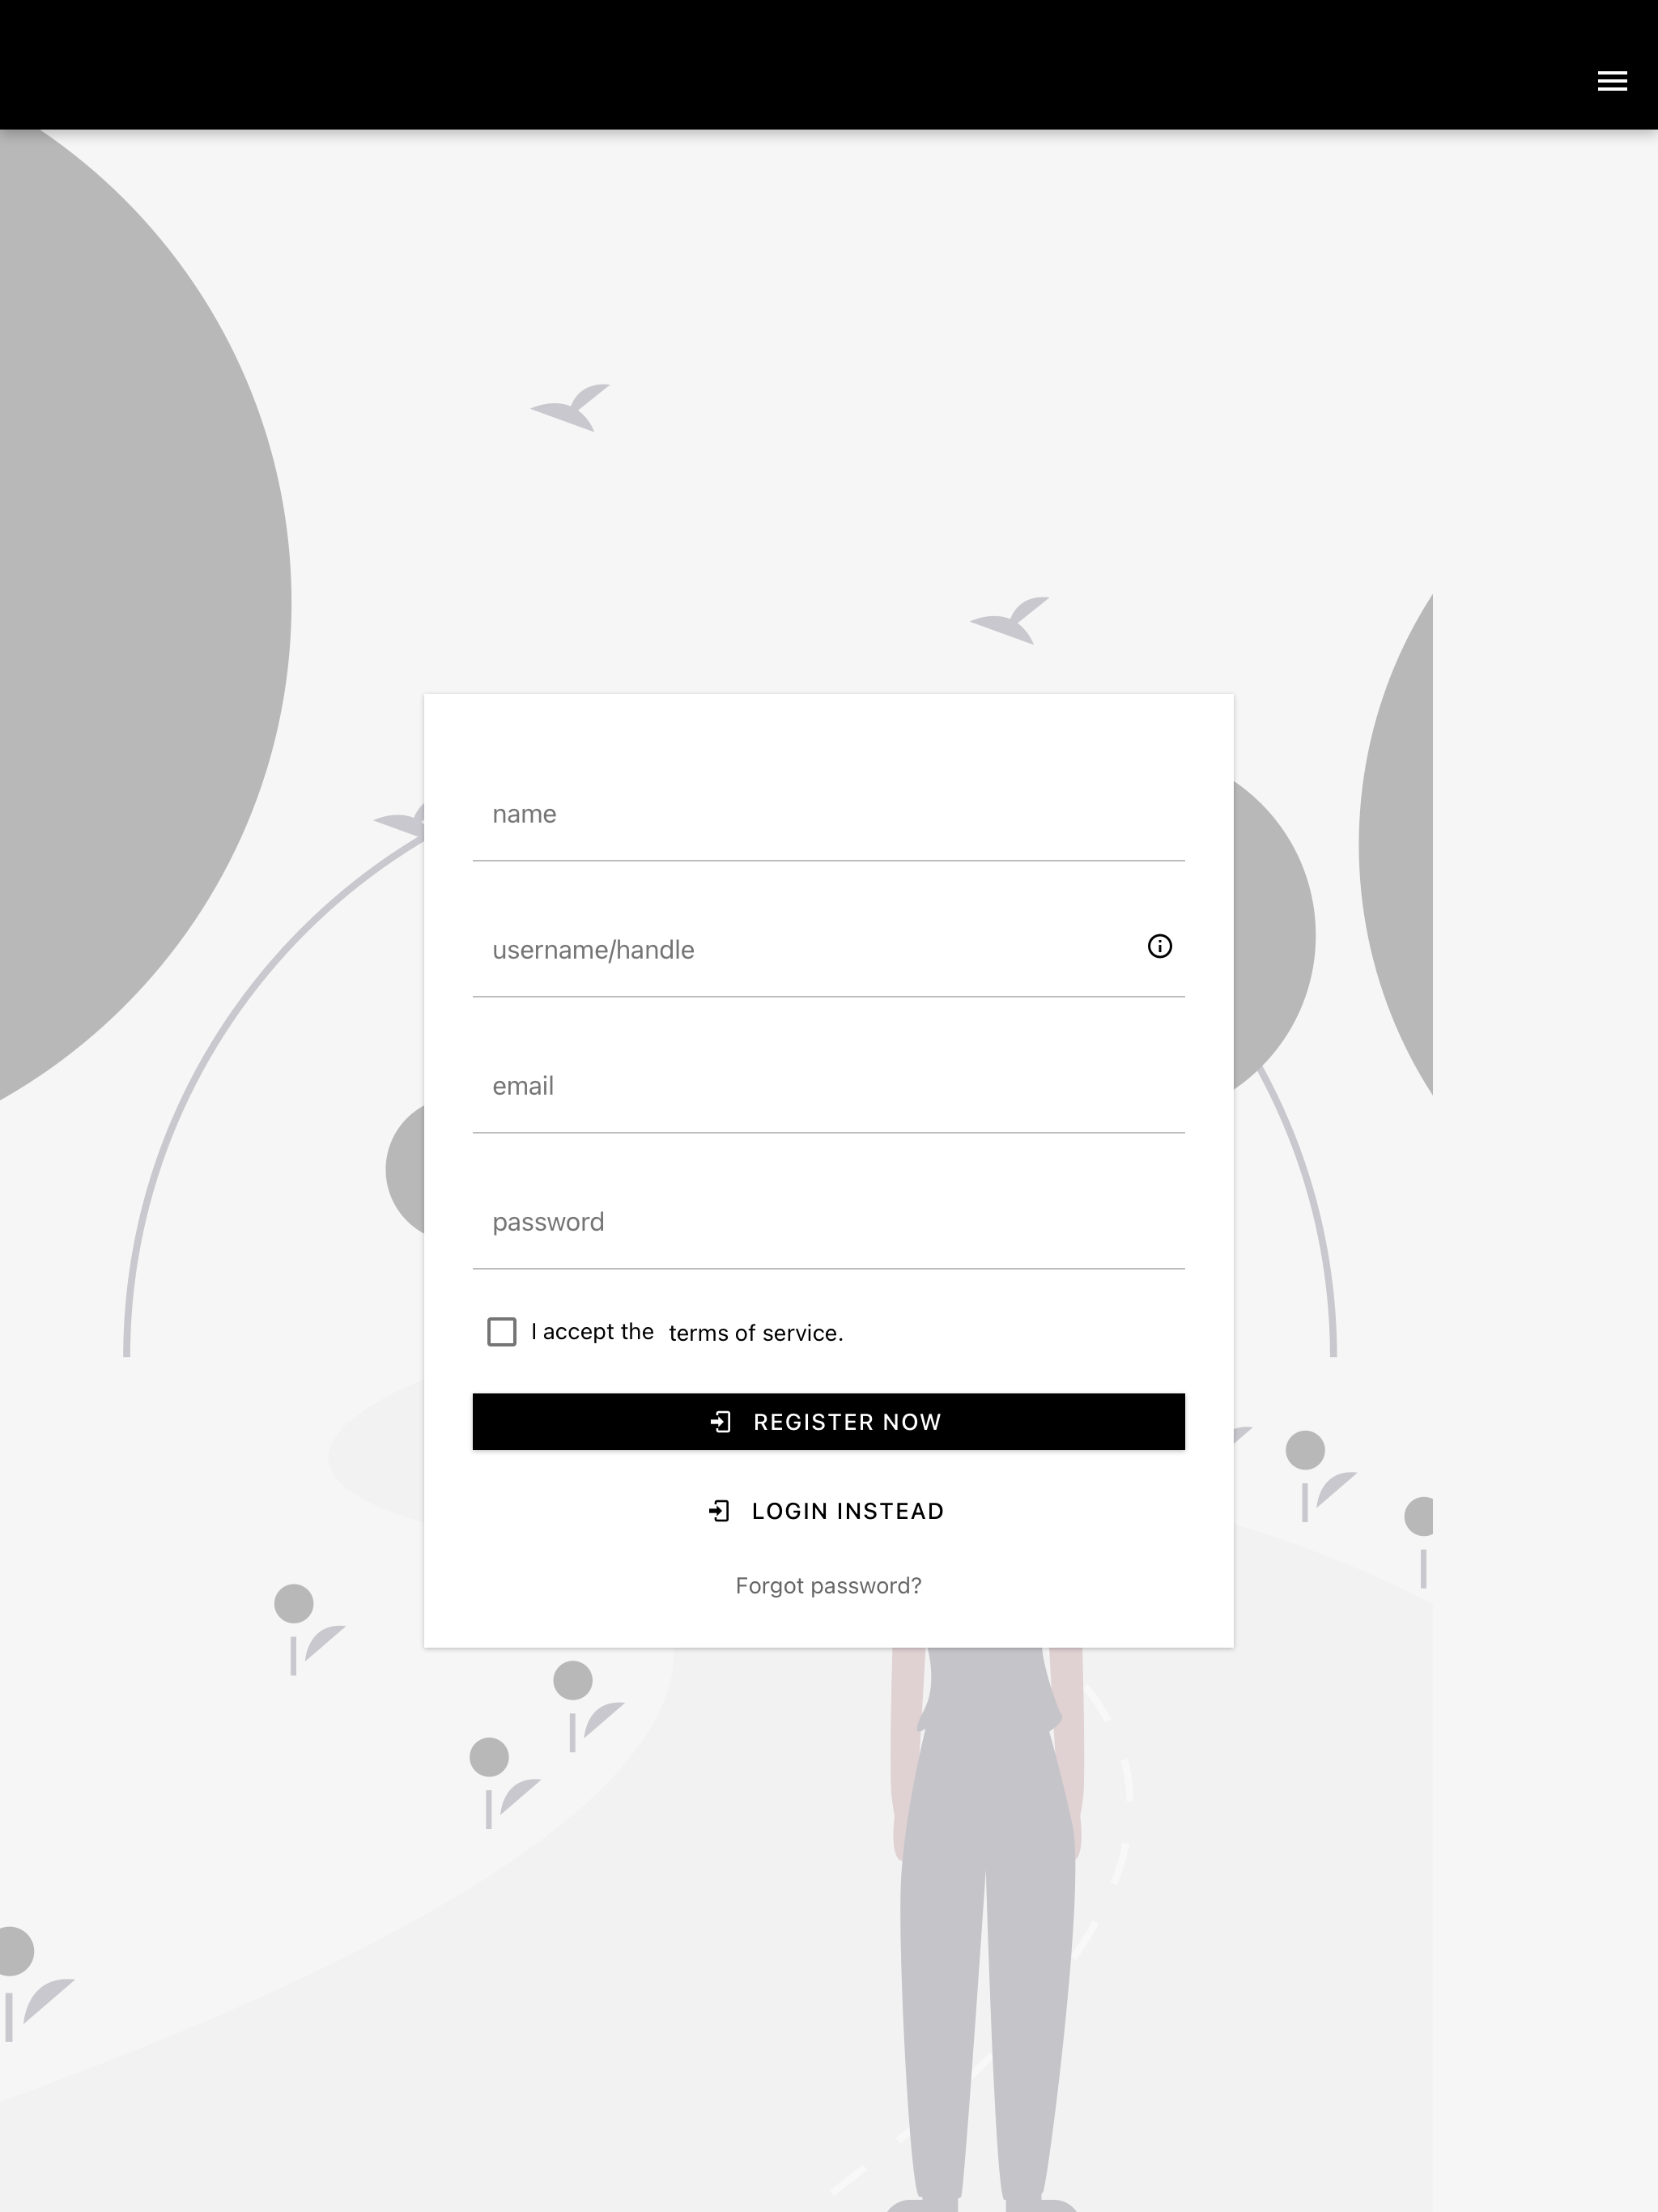 name
username/handle
email
password
I accept the terms of service.
REGISTER NOW
LOGIN INSTEAD
Forgot password?